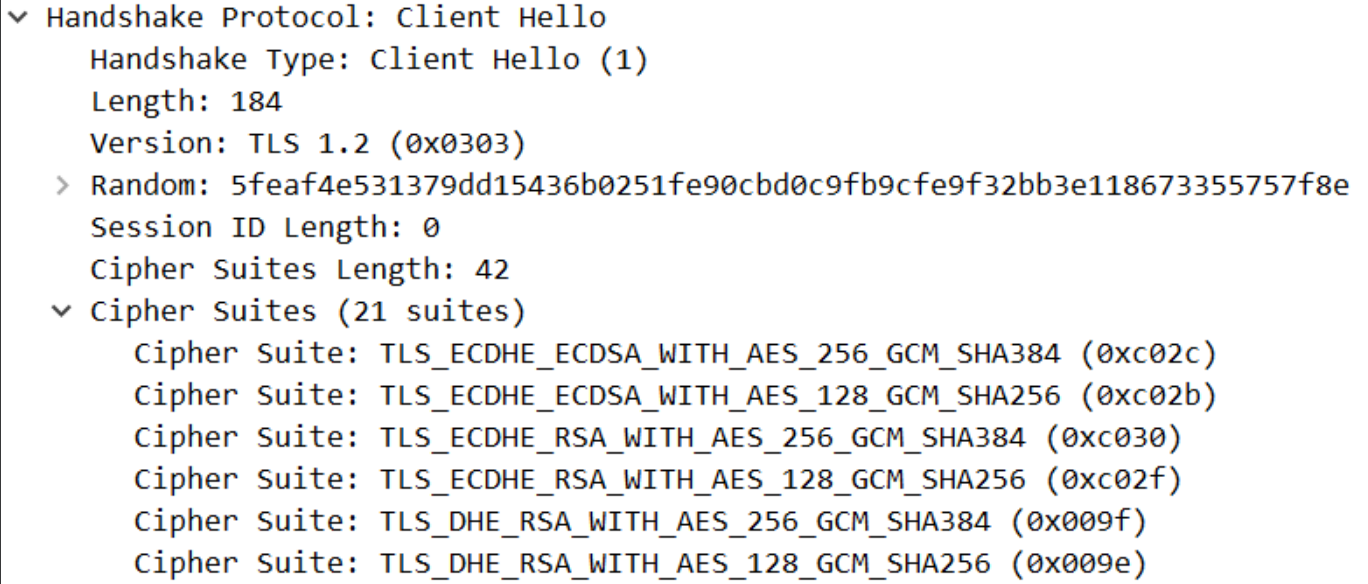 Handshake Protocol: Client Hello
Handshake Type: Client Hello (1)
Length: 184
Version: TLS 1.2 (0x0303)
Random: 5feaf4e531379dd15436b0251fe90cbd0c9fb9cfe9f32bb3e118673355757f8e
Session ID Length: 0
Cipher Suites Length: 42
Cipher Suites (21 suites)
Cipher Suite: TLS_ECDHE_ECDSA_WITH_AES_256_GCM_SHA384 (0xc02c)
Cipher Suite: TLS_ECDHE_ECDSA_WITH_AES_128_GCM_SHA256 (0xc02b)
Cipher Suite: TLS_ECDHE_RSA_WITH_AES_256_GCM_SHA384 (0xc030)
Cipher Suite: TLS_ECDHE_RSA_WITH_AES_128_GCM_SHA256 (0xc02f)
Cipher Suite: TLS_DHE_RSA_WITH_AES_256_GCM_SHA384 (0x009f)
Cipher Suite: TLS_DHE_RSA_WITH_AES_128_GCM_SHA256 (0x009e)